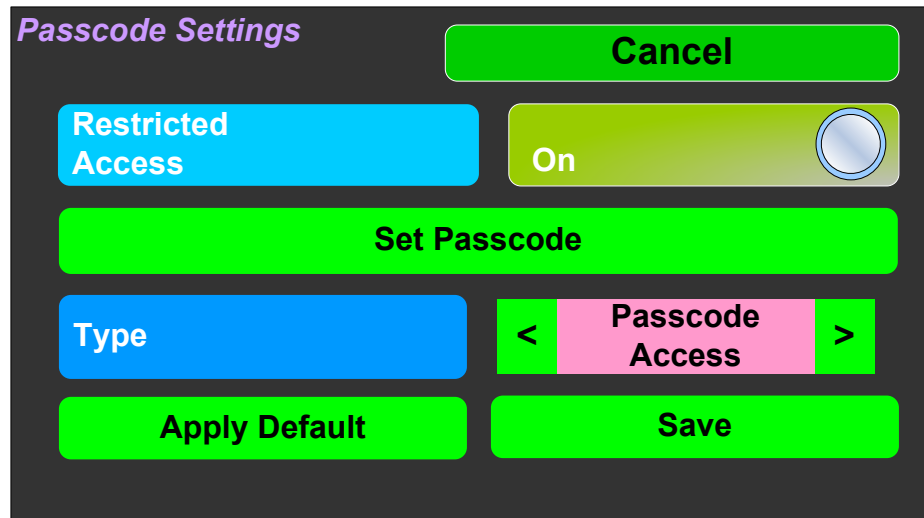 Passcode Settings
Cancel
Restricted
Access
On
Set Passcode
Type
<
Passcode
Access
>
Apply Default
Save